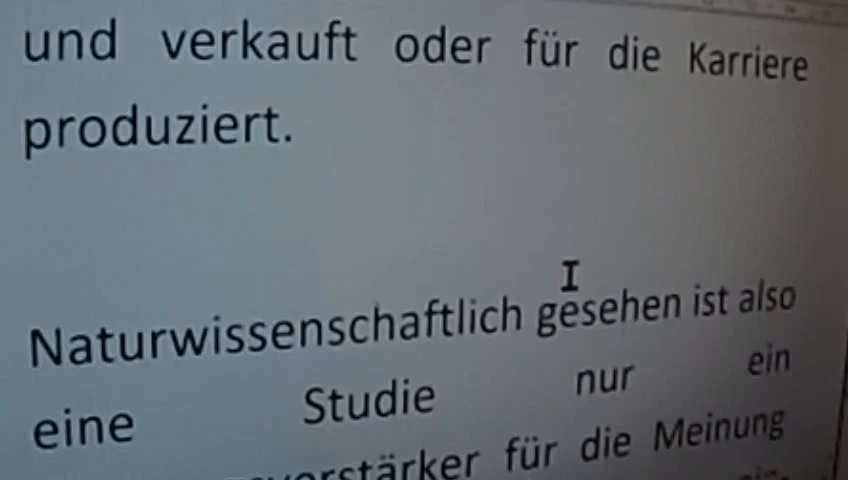 und verkauft oder für die Karriere
produziert.
Naturwissenschaftlich gesehen ist also
eine Studie nur ein
für die Meinung